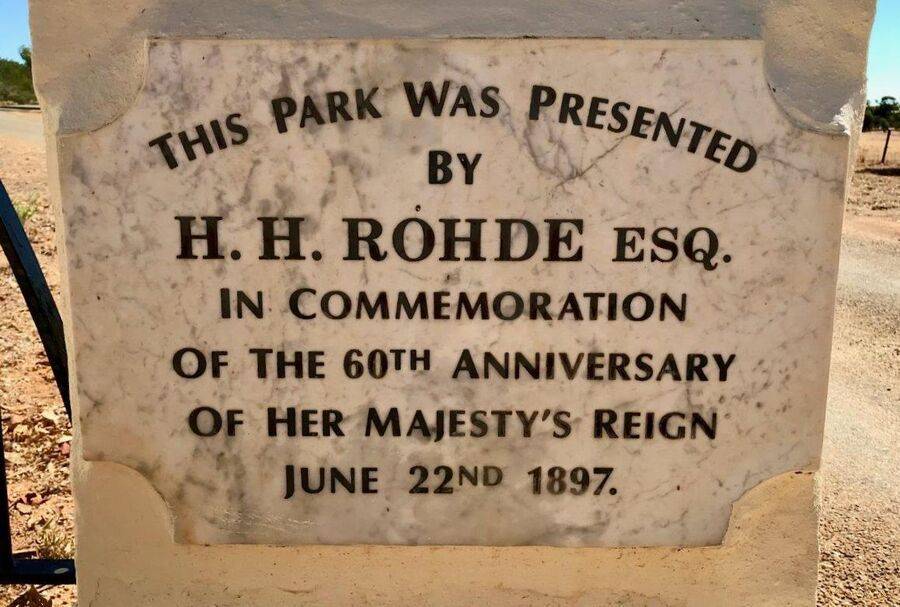 THIS PARK WAS PRESENTED
BY
H. H. ROHDE ESQ.
IN COMMEMORATION
OF THE 60TH ANNIVERSARY
OF HER MAJESTY'S REIGN
JUNE 22ND 1897.